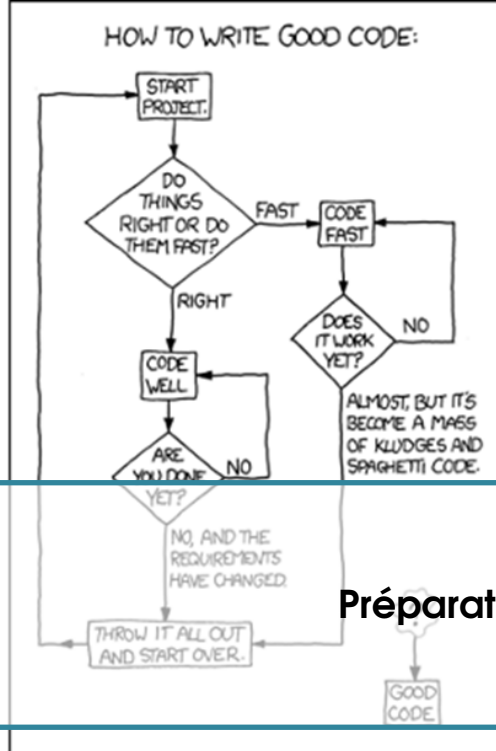 HOW TO WRITE GOOD CODE:
START
PROJECT.
DO
THINGS
RIGHT OR DO
THEM FAST?
FAST
CODE
FAST
RIGHT
DOES
IT WORK
YET?
NO
CODE
WELL
ALMOST, BUT IT'S
BECOME A MASS
OF KLUDGES AND
SPAGHETTI CODE.
ARE
YOU DONE
YET?
NO
NO, AND THE
REQUIREMENTS
HAVE CHANGED.
Préparat
?
THROW IT ALL OUT
AND START OVER.
GOOD
CODE